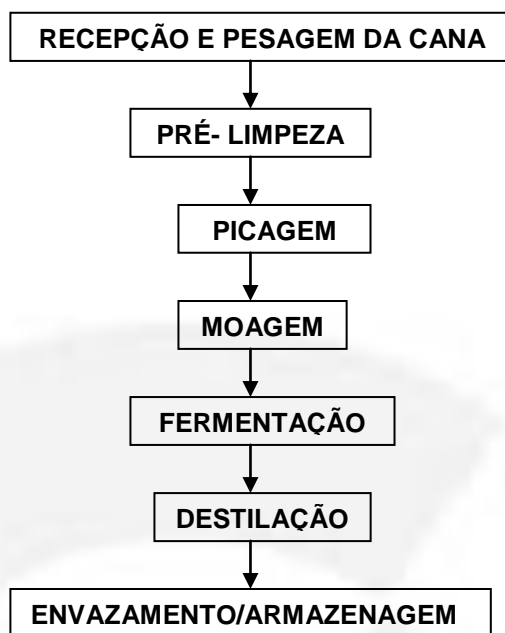 RECEPÇÃO E PESAGEM DA CANA
PRÉ- LIMPEZA
PICAGEM
MOAGEM
FERMENTAÇÃO
DESTILAÇÃO
ENVAZAMENTO/ARMAZENAGEM